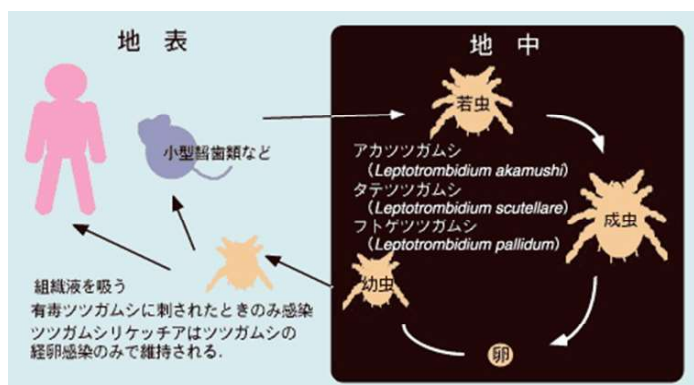 地 表
地 中
若虫
小型齧歯類など
アカツツガムシ
（Leptotrombidium akamushi）
タテツツガムシ
（Leptotrombidium scutellare）
フトゲツツガムシ
（Leptotrombidium pallidum）
成虫
幼虫
卵
組織液を吸う
有毒ツツガムシに刺されたときのみ感染
ツツガムシリケッチアはツツガムシの
経卵感染のみで維持される.